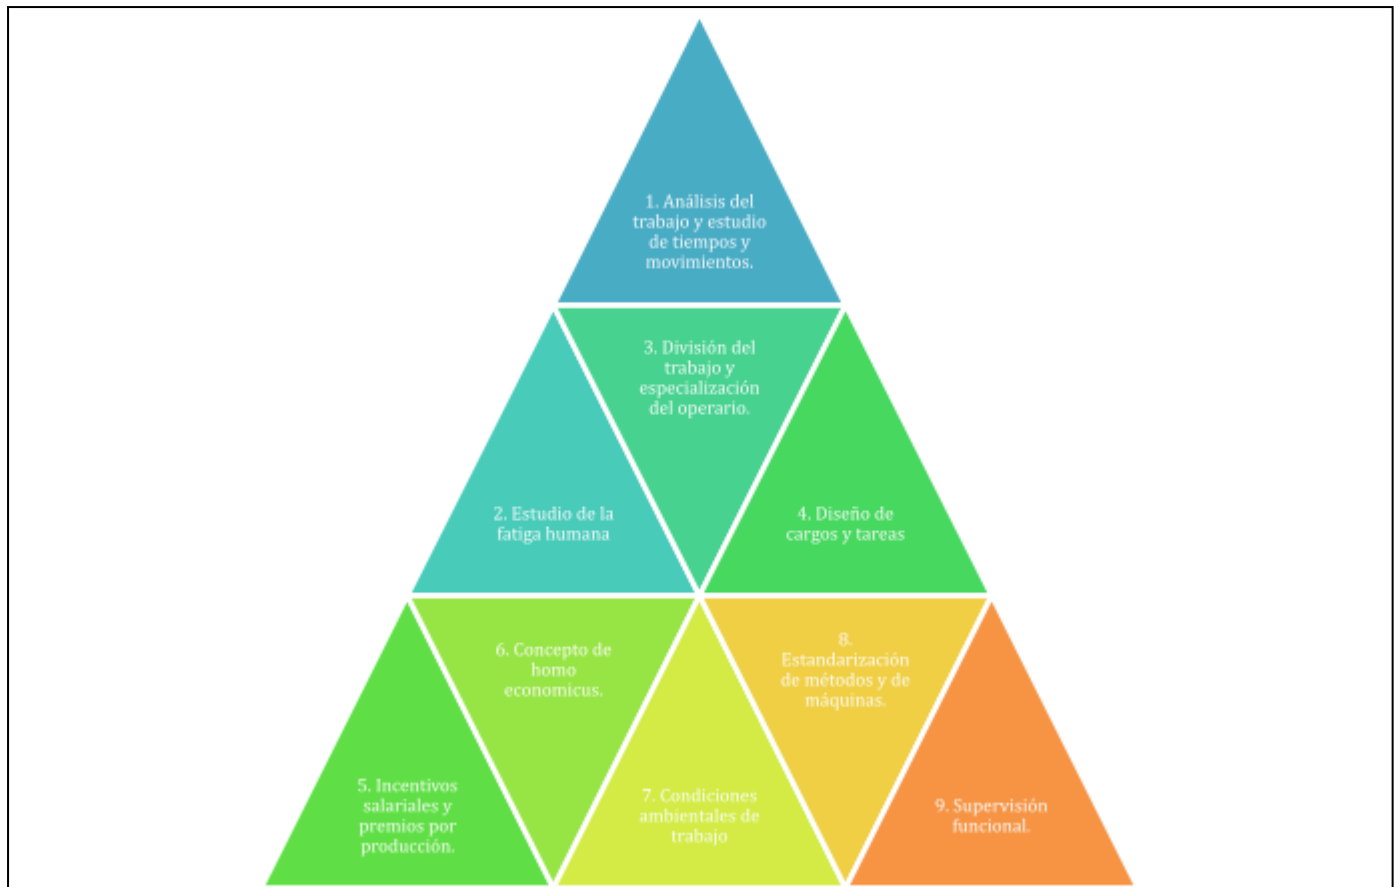 1. Análisis del
trabajo y estudio
de tiempos y
movimientos.
2. Estudio de la
fatiga humana
3. División del
trabajo y
especialización
del operario.
4. Diseño de
cargos y tareas
5. Incentivos
salariales y
premios por
producción.
6. Concepto de
homo
economicus.
7. Condiciones
ambientales de
trabajo
8.
Estandarización
de métodos y de
máquinas.
9. Supervisión
funcional.